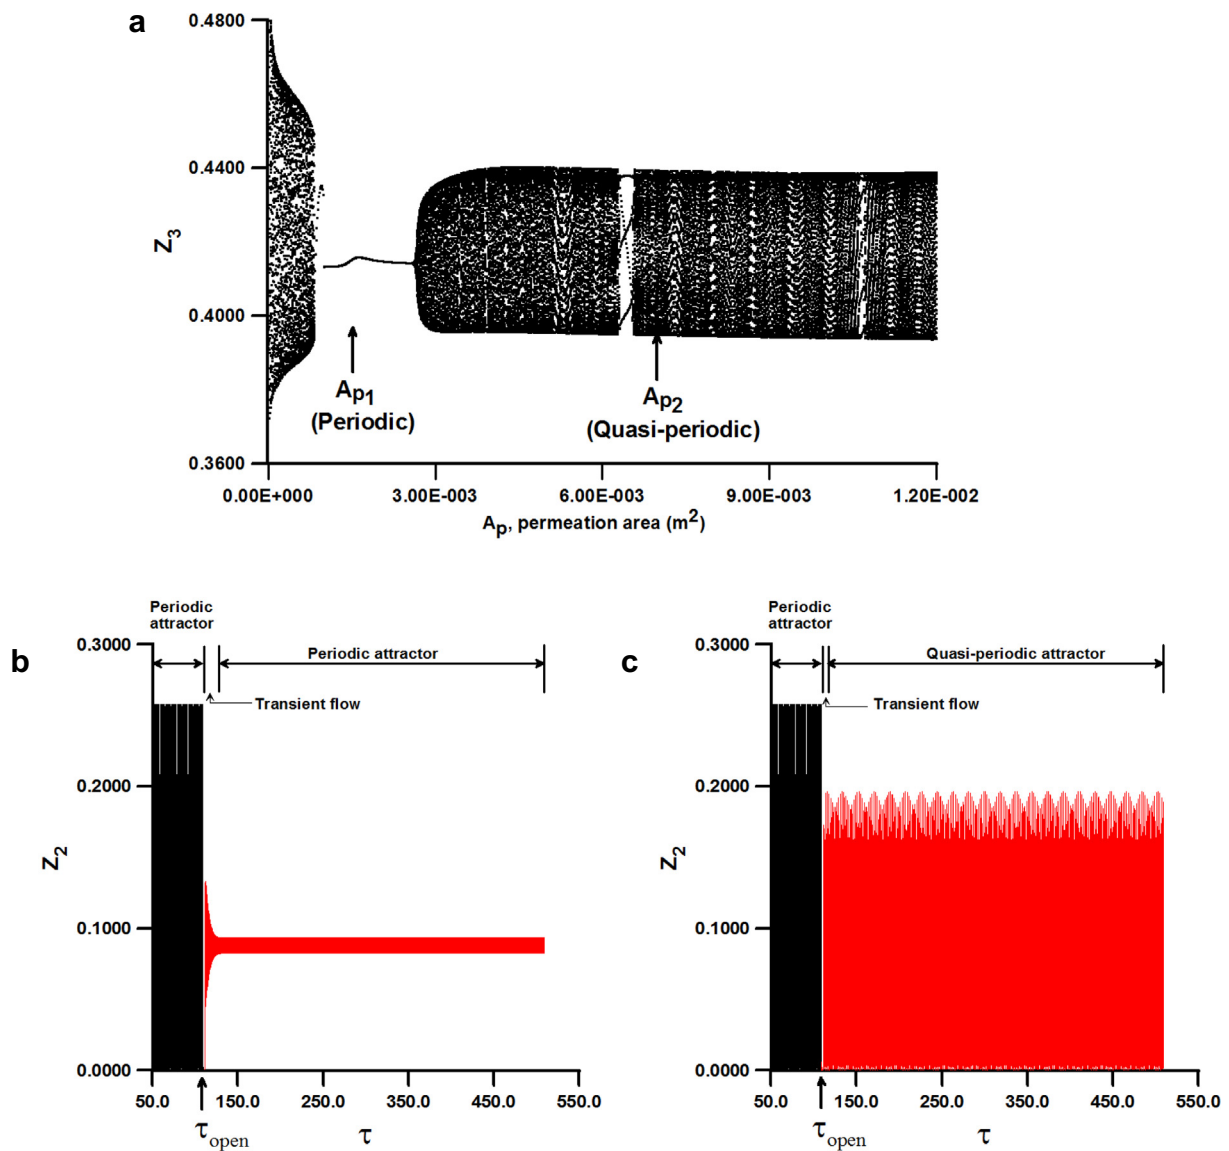 a
0.4800
0.4400
0.4000
0.3600
Z3
Ap1
(Periodic)
Ap2
(Quasi-periodic)
0.00E+000 3.00E-003 6.00E-003 9.00E-003 1.20E-002
Ap, permeation area (m2)
b
Periodic
attractor
Periodic attractor
Transient flow
0.3000
0.2000
0.1000
0.0000
Z2
50.0 150.0 250.0 350.0 450.0 550.0
τopen
τ
c
Periodic
attractor
Quasi-periodic attractor
Transient flow
0.3000
0.2000
0.1000
0.0000
Z2
50.0 150.0 250.0 350.0 450.0 550.0
τopen
τ